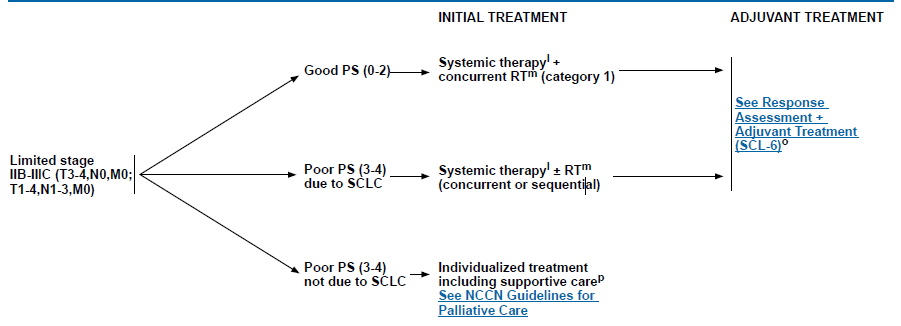 INITIAL TREATMENT
ADJUVANT TREATMENT
Good PS (0-2)
Systemic therapyˡ +
concurrent RTᵐ (category 1)
See Response
Assessment +
Adjuvant Treatment
(SCL-6)ᵒ
Limited stage
IIB-IIIC (T3-4,N0,M0;
T1-4,N1-3,M0)
Poor PS (3-4)
due to SCLC
Systemic therapyˡ ± RTᵐ
(concurrent or sequential)
Poor PS (3-4)
not due to SCLC
Individualized treatment
including supportive careᵖ
See NCCN Guidelines for
Palliative Care